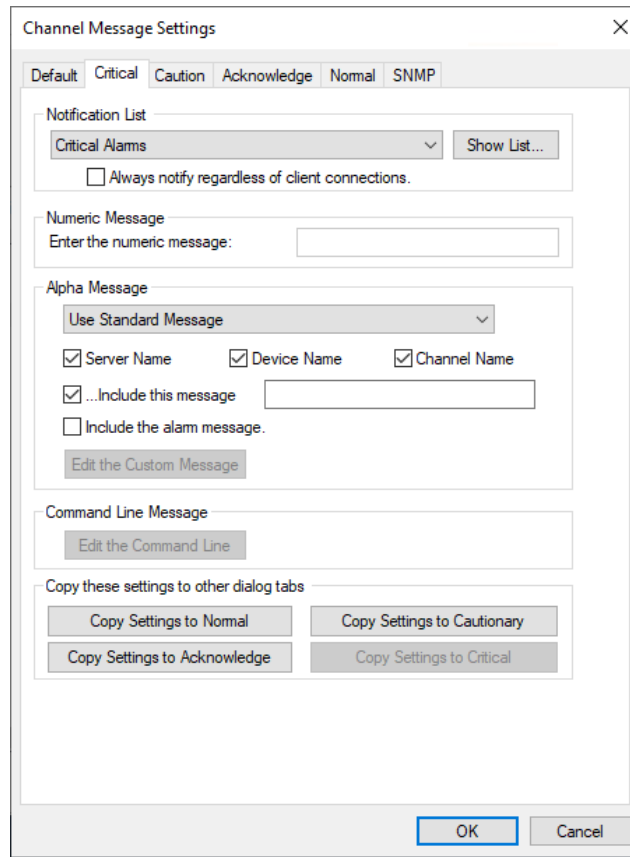 Channel Message Settings
Default Critical Caution Acknowledge Normal SNMP
Notification List
Critical Alarms Show List...
Always notify regardless of client connections.
Numeric Message
Enter the numeric message:
Alpha Message
Use Standard Message
Server Name Device Name Channel Name
...Include this message
Include the alarm message.
Edit the Custom Message
Command Line Message
Edit the Command Line
Copy these settings to other dialog tabs
Copy Settings to Normal Copy Settings to Cautionary
Copy Settings to Acknowledge Copy Settings to Critical
OK Cancel